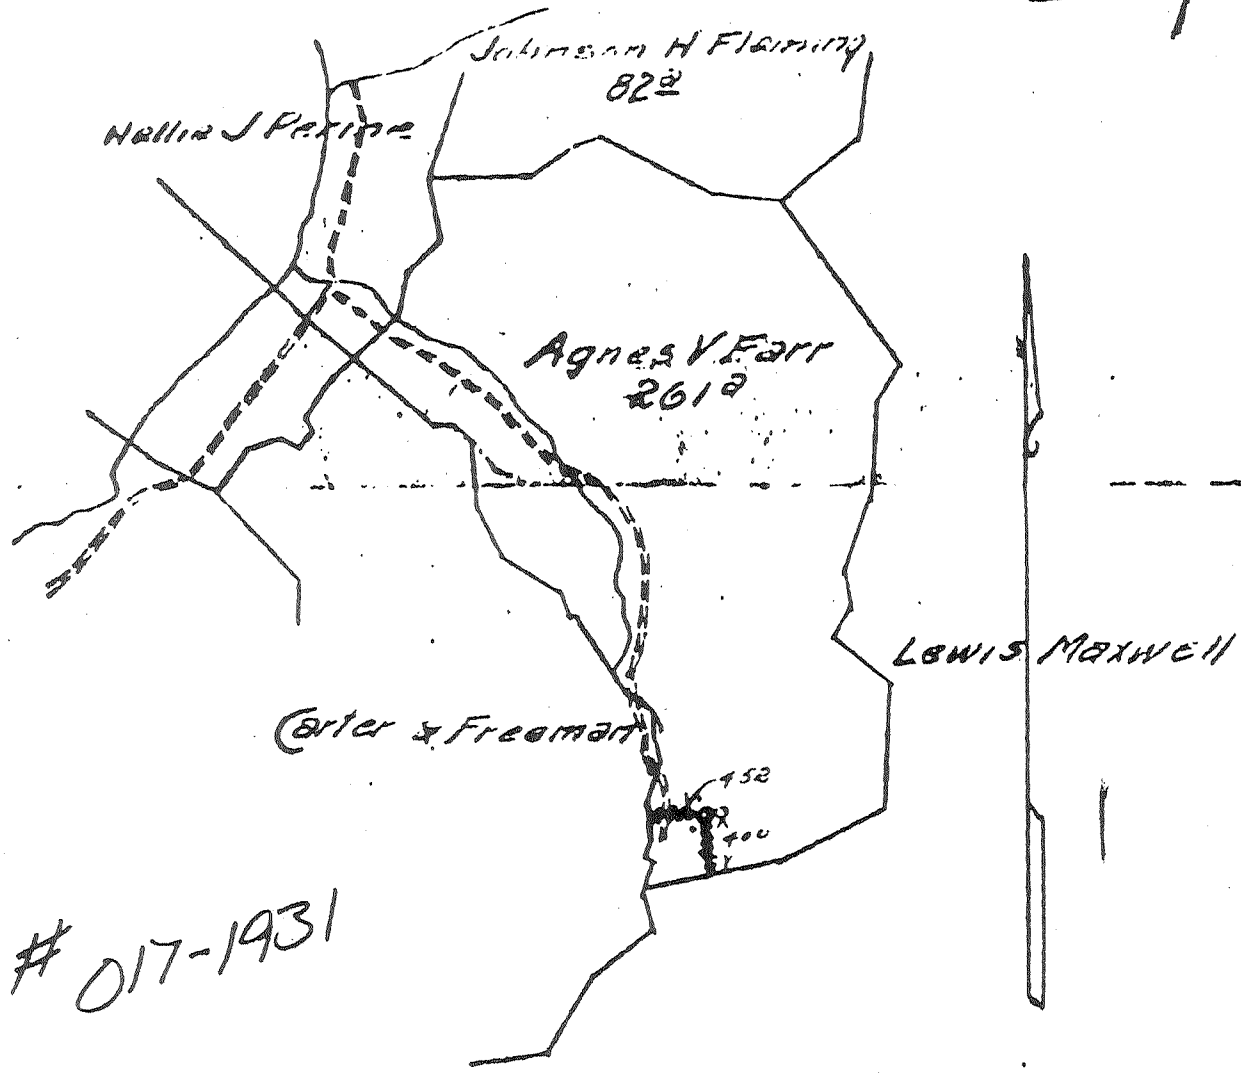 Johnson H Fleming
82a
Nellie J Perine
Agnes V Farr
261a
Lewis Maxwell
Carter & Freeman
452
400
# 017-1931